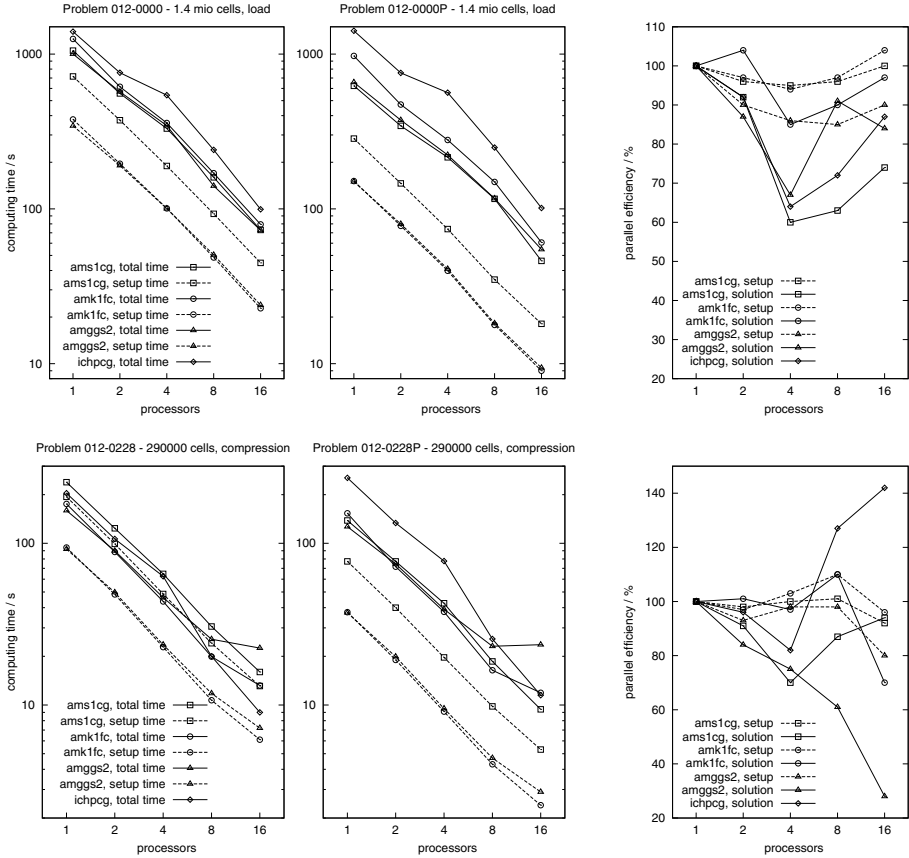 Problem 012-0000 - 1.4 mio cells, load
computing time / s
1000
100
10
ams1cg, total time
ams1cg, setup time
amk1fc, total time
amk1fc, setup time
amggs2, total time
amggs2, setup time
ichpcg, total time
1 2 4 8 16
processors
Problem 012-0000P - 1.4 mio cells, load
1000
100
10
1 2 4 8 16
processors
parallel efficiency / %
110
100
90
80
70
60
50
40
30
20
ams1cg, setup
ams1cg, solution
amk1fc, setup
amk1fc, solution
amggs2, setup
amggs2, solution
ichpcg, solution
1 2 4 8 16
processors
Problem 012-0228 - 290000 cells, compression
computing time / s
100
10
ams1cg, total time
ams1cg, setup time
amk1fc, total time
amk1fc, setup time
amggs2, total time
amggs2, setup time
ichpcg, total time
1 2 4 8 16
processors
Problem 012-0228P - 290000 cells, compression
100
10
1 2 4 8 16
processors
parallel efficiency / %
140
120
100
80
60
40
20
ams1cg, setup
ams1cg, solution
amk1fc, setup
amk1fc, solution
amggs2, setup
amggs2, solution
ichpcg, solution
1 2 4 8 16
processors